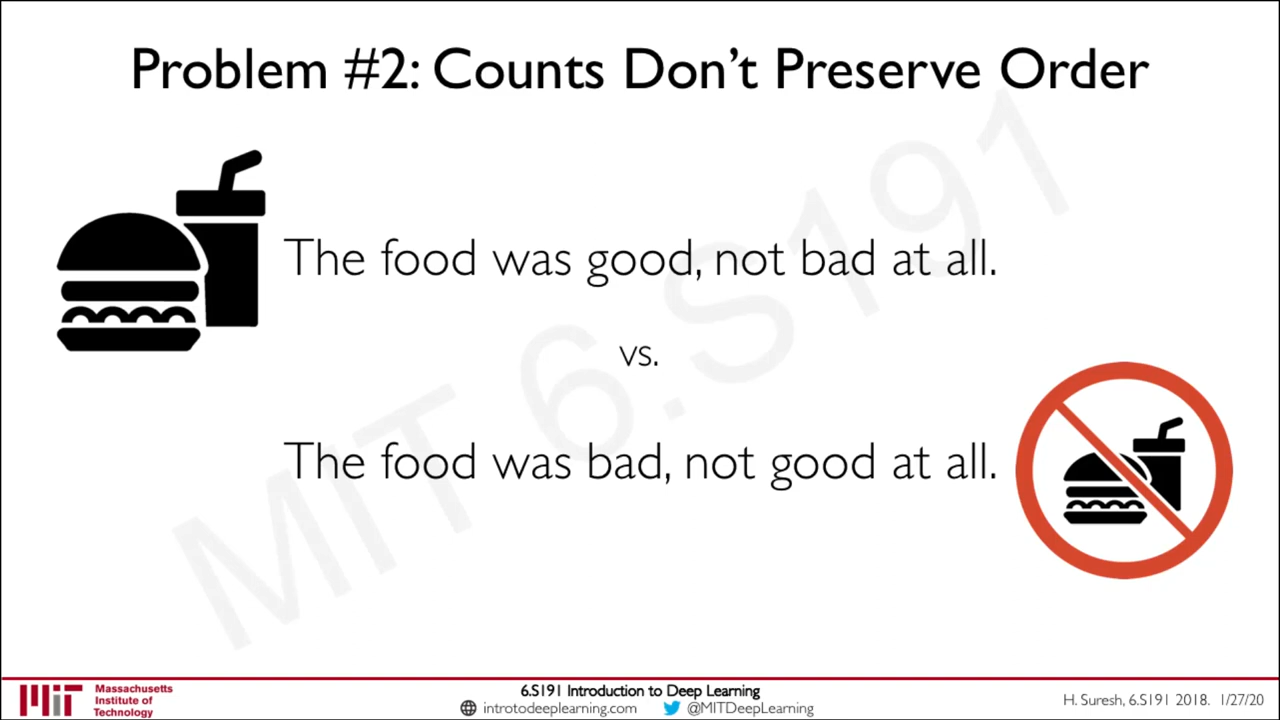 Problem #2: Counts Don’t Preserve Order
The food was good, not bad at all.
vs.
The food was bad, not good at all.
MIT 6.S191
Massachusetts
Institute of
Technology
6.S191 Introduction to Deep Learning
introtodeeplearning.com @MITDeepLearning
H. Suresh, 6.S191 2018. 1/27/20